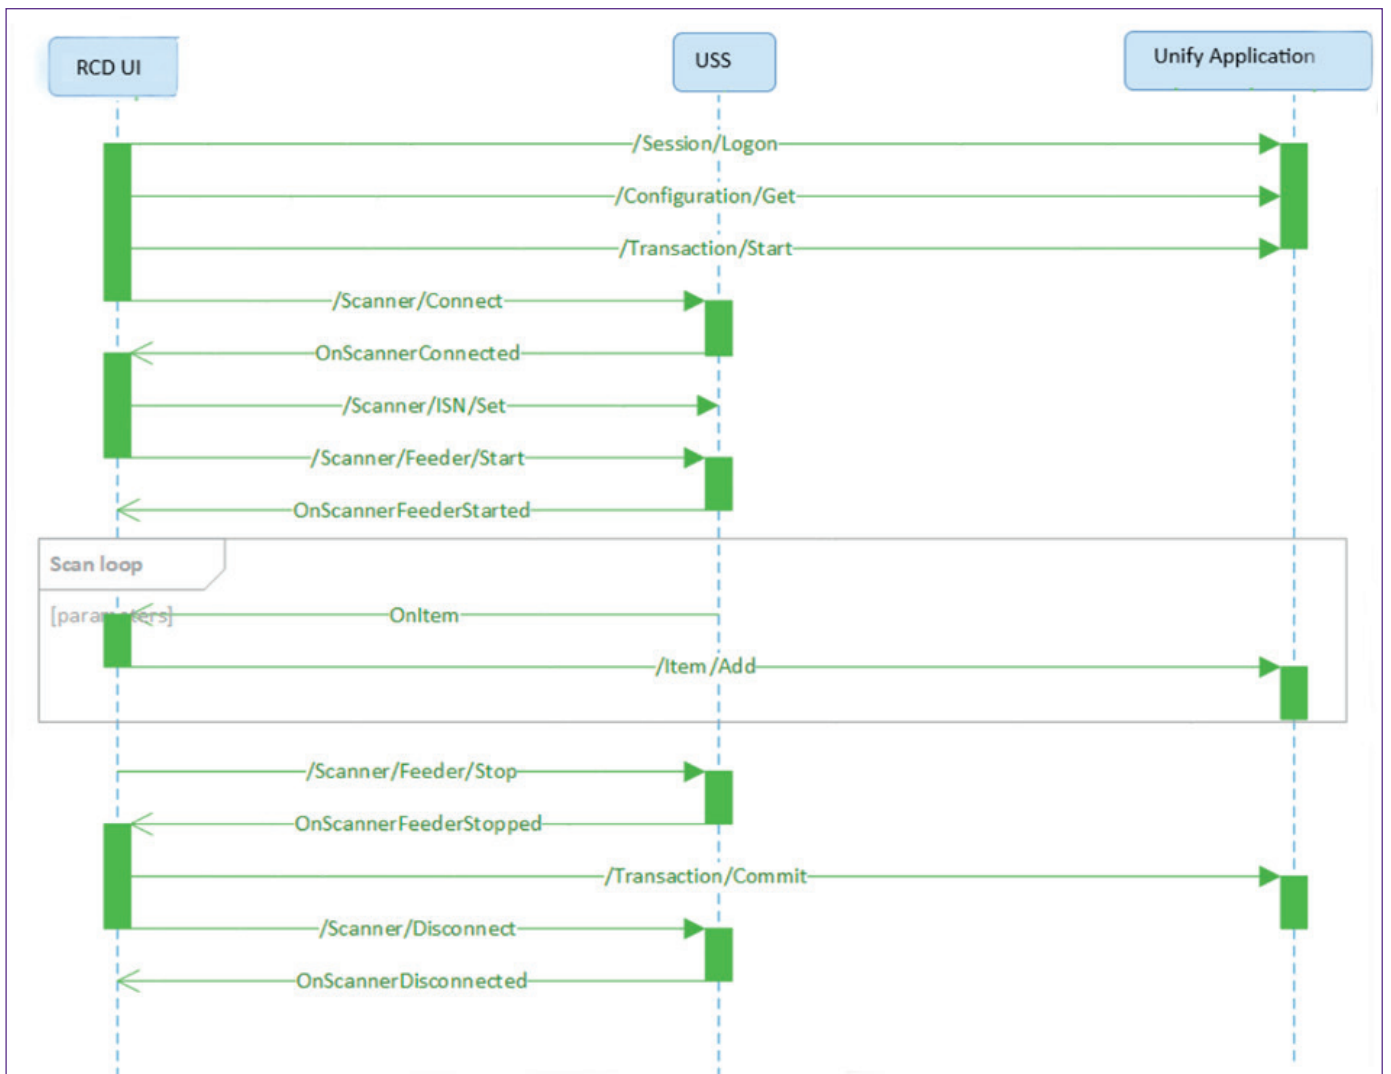 RCD UI
USS
Unify Application
/Session/Logon
/Configuration/Get
/Transaction/Start
/Scanner/Connect
OnScannerConnected
/Scanner/ISN/Set
/Scanner/Feeder/Start
OnScannerFeederStarted
Scan loop
[parameters]
OnItem
/Item/Add
/Scanner/Feeder/Stop
OnScannerFeederStopped
/Transaction/Commit
/Scanner/Disconnect
OnScannerDisconnected